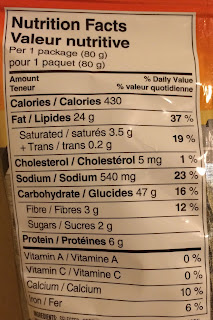 Nutrition Facts
Valeur nutritive
Per 1 package (80 g)
pour 1 paquet (80 g)
Amount % Daily Value
Teneur % valeur quotidienne
Calories / Calories 430
Fat / Lipides 24 g 37 %
Saturated / saturés 3.5 g
+ Trans / trans 0.2 g 19 %
Cholesterol / Cholestérol 5 mg 1 %
Sodium / Sodium 540 mg 23 %
Carbohydrate / Glucides 47 g 16 %
Fibre / Fibres 3 g 12 %
Sugars / Sucres 2 g
Protein / Protéines 6 g
Vitamin A / Vitamine A 0 %
Vitamin C / Vitamine C 0 %
Calcium / Calcium 10 %
Iron / Fer 6 %